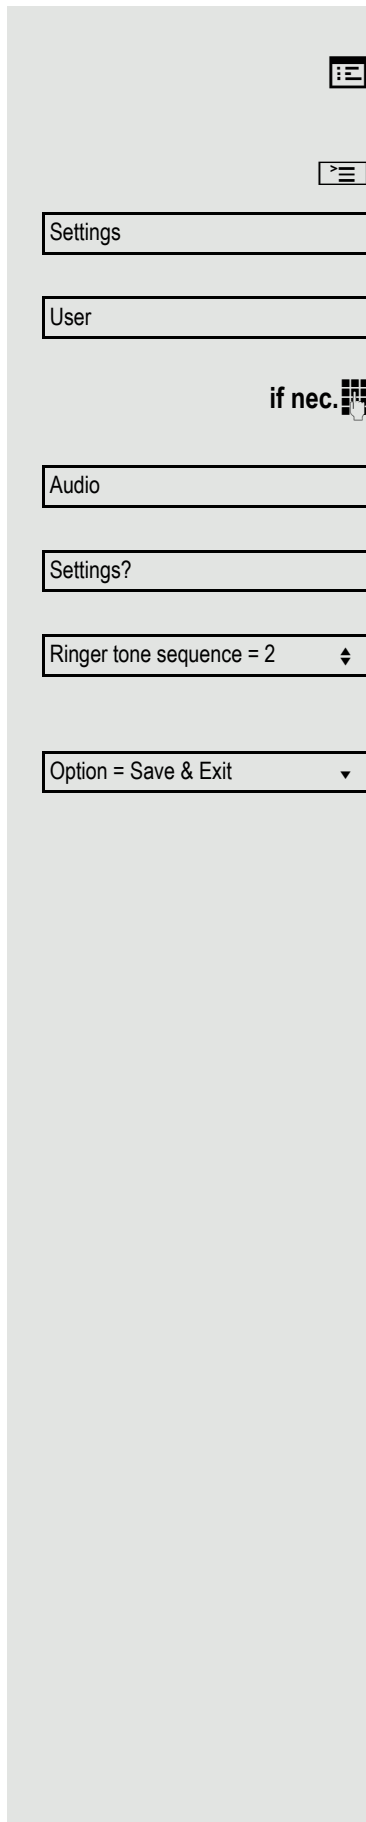 Settings
User
if nec.
Audio
Settings?
Ringer tone sequence = 2
Option = Save & Exit